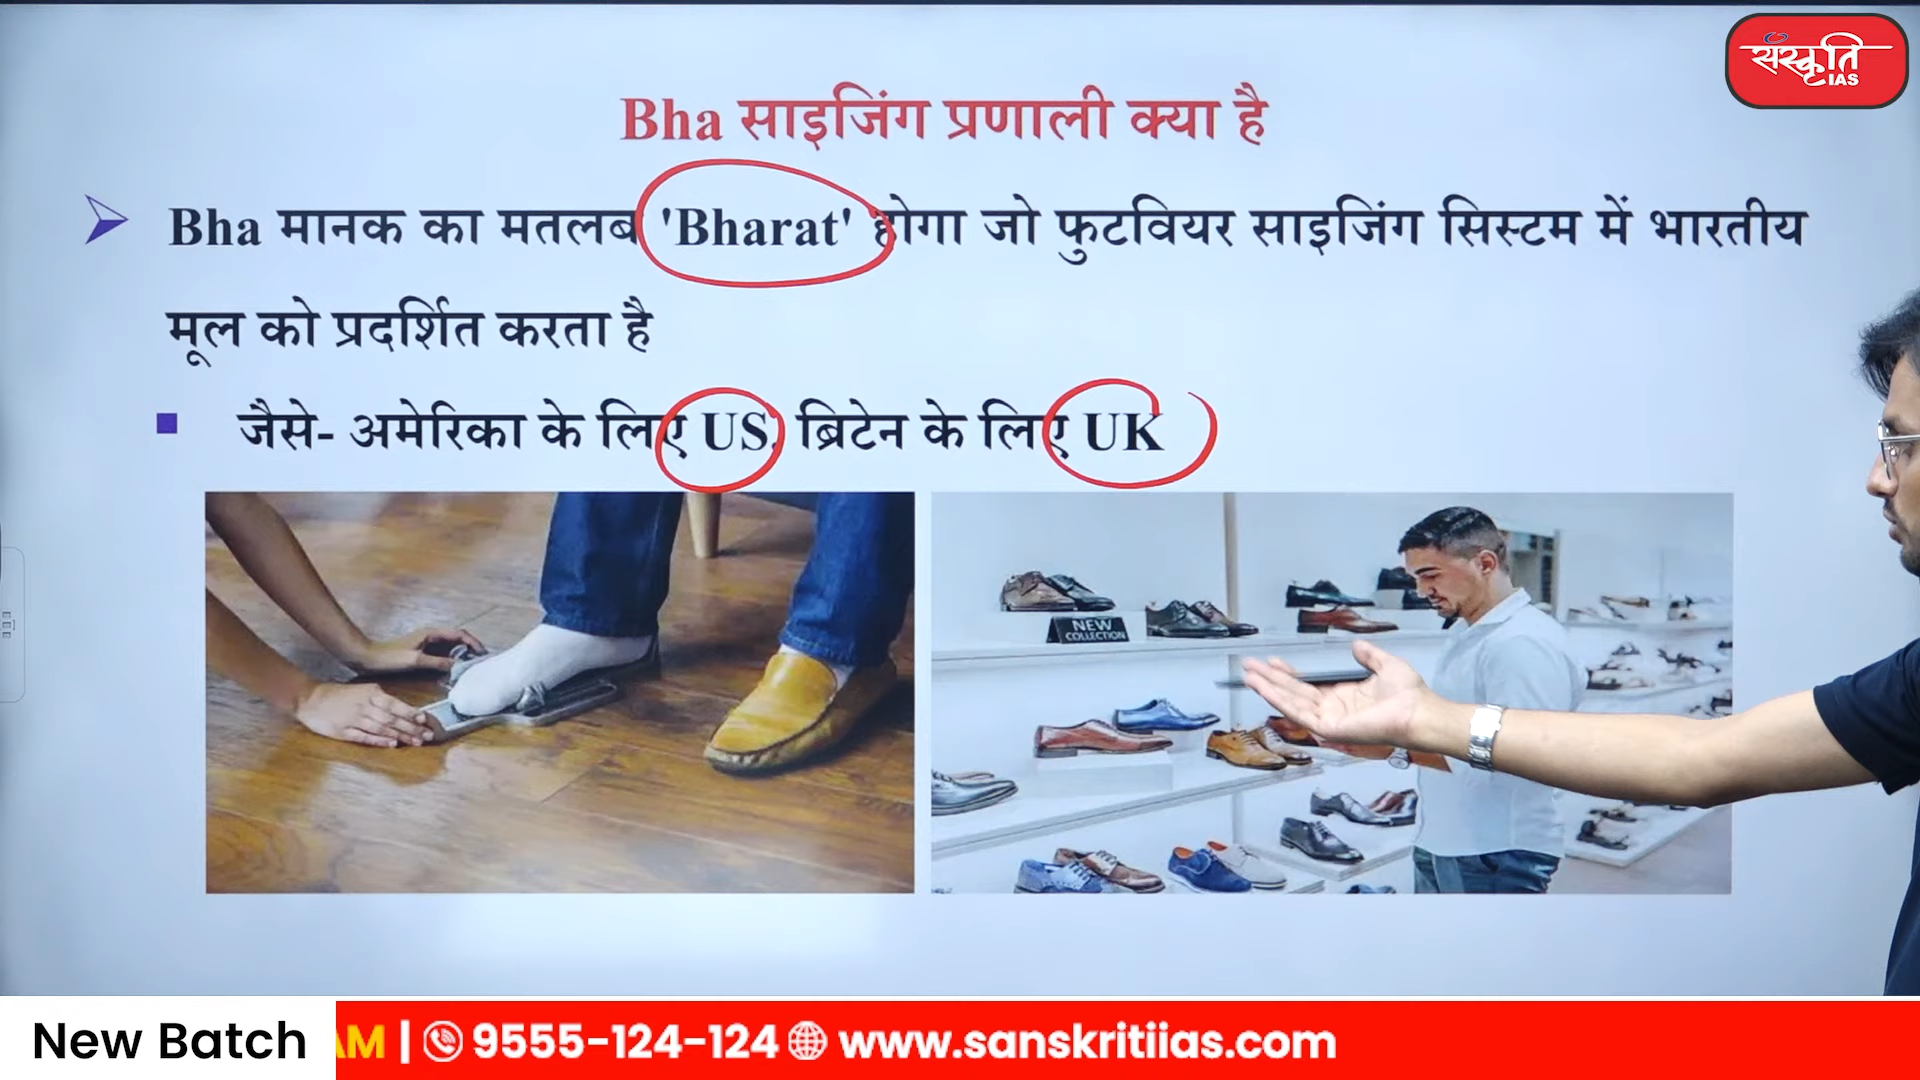 संस्कृति
IAS
Bha साइजिंग प्रणाली क्या है
Bha मानक का मतलब 'Bharat' होगा जो फुटवियर साइजिंग सिस्टम में भारतीय
मूल को प्रदर्शित करता है
जैसे- अमेरिका के लिए US, ब्रिटेन के लिए UK
NEW
COLLECTION
New Batch AM | 9555-124-124 www.sanskritiias.com